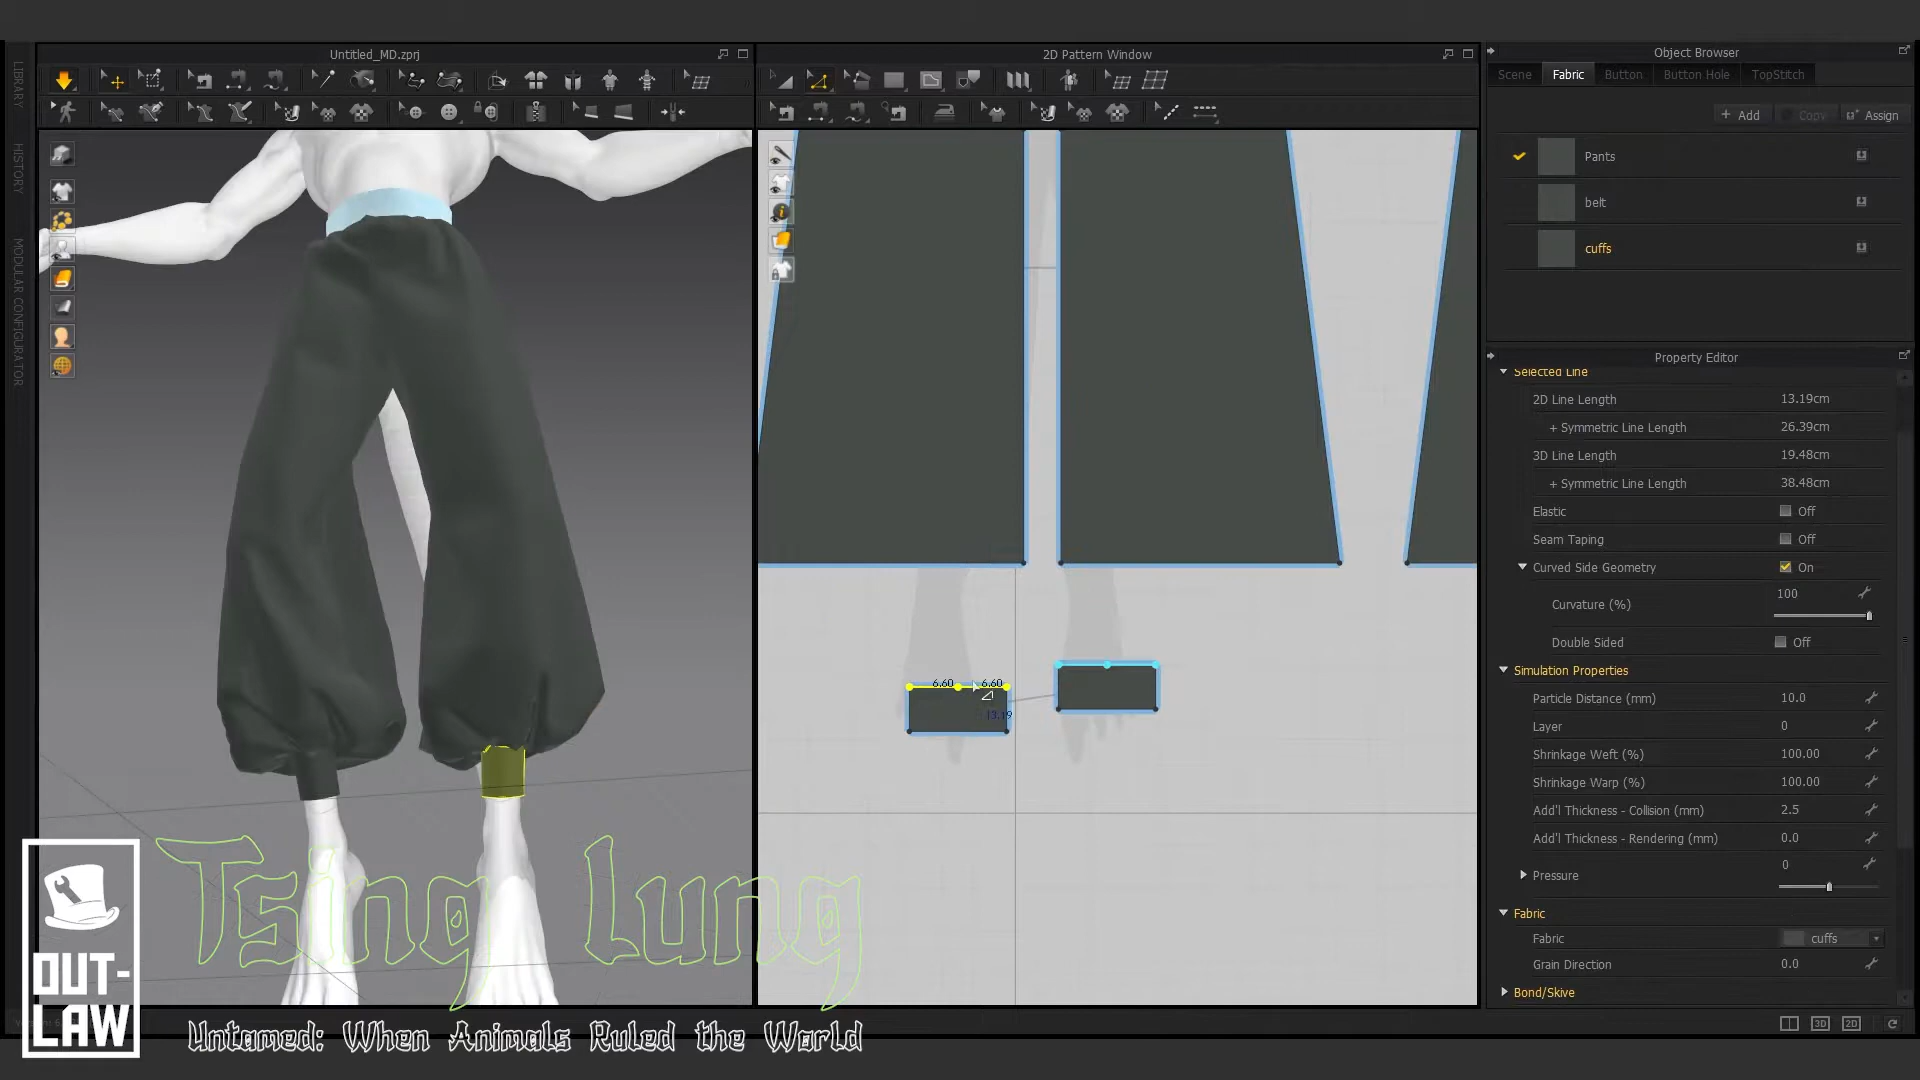 Untitled_MD.zprj
2D Pattern Window
Object Browser
LIBRARY
HISTORY
MODULAR CONFIGURATOR
Scene
Fabric
Button
Button Hole
TopStitch
+ Add
Copy
Assign
Pants
belt
cuffs
Property Editor
Selected Line
2D Line Length 13.19cm
+ Symmetric Line Length 26.39cm
3D Line Length 19.48cm
+ Symmetric Line Length 38.48cm
Elastic Off
Seam Taping Off
Curved Side Geometry On
Curvature (%) 100
Double Sided Off
Simulation Properties
Particle Distance (mm) 10.0
Layer 0
Shrinkage Weft (%) 100.00
Shrinkage Warp (%) 100.00
Add'l Thickness - Collision (mm) 2.5
Add'l Thickness - Rendering (mm) 0.0
Pressure 0
Fabric
Fabric cuffs
Grain Direction 0.0
Bond/Skive
3D
2D
6.60
6.60
13.19
Tsing Lung
OUT-
LAW
Untamed: When Animals Ruled the World